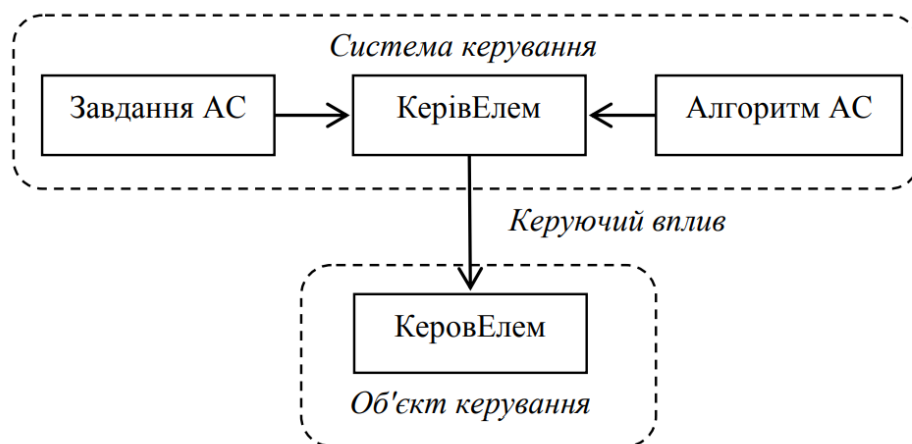 Система керування
Завдання АС
КерівЕлем
Алгоритм АС
Керуючий вплив
КеровЕлем
Об'єкт керування